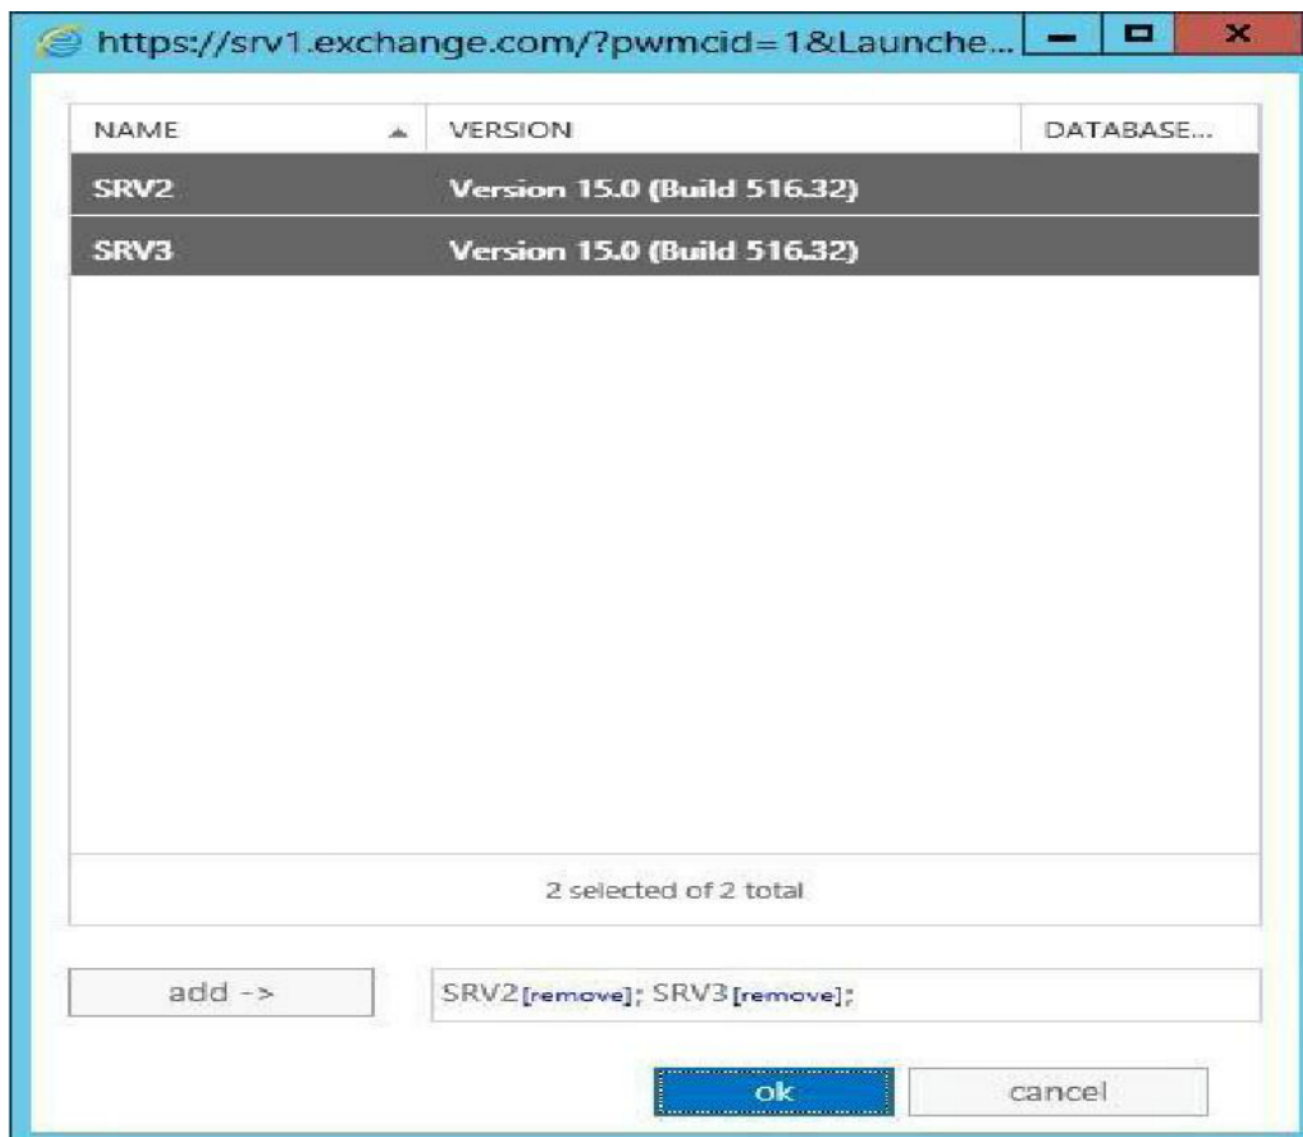 https://srv1.exchange.com/?pwmcid=1&Launche...
NAME VERSION DATABASE...
SRV2 Version 15.0 (Build 516.32)
SRV3 Version 15.0 (Build 516.32)
2 selected of 2 total
add -> SRV2[remove]; SRV3[remove];
ok cancel